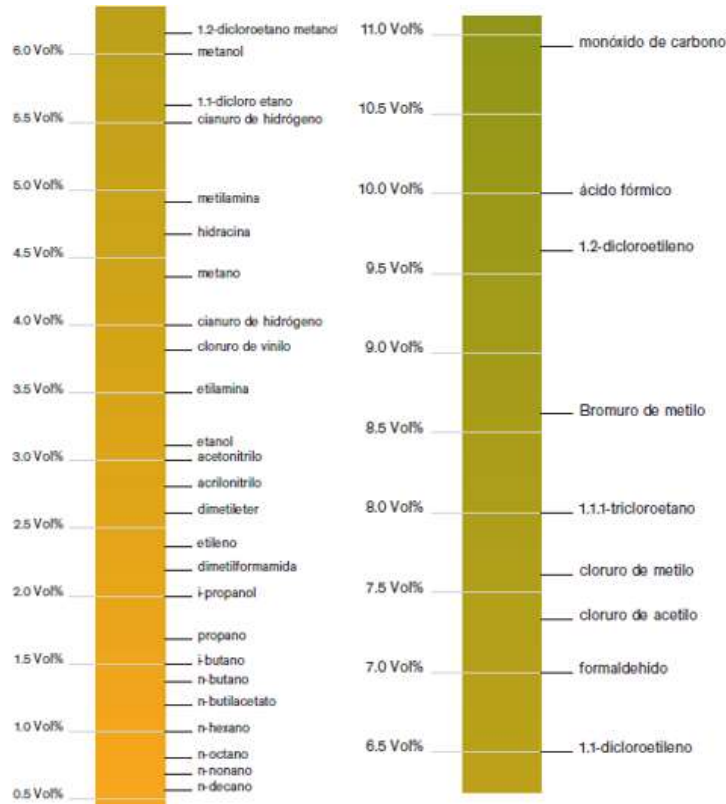 1.2-dicloroetano metanol
6.0 Vol%
metanol
1.1-dicloro etano
5.5 Vol%
cianuro de hidrógeno
5.0 Vol%
metilamina
hidracina
4.5 Vol%
metano
4.0 Vol%
cianuro de hidrógeno
cloruro de vinilo
3.5 Vol%
etilamina
etanol
3.0 Vol%
acetonitrilo
acrilonitrilo
dimetileter
2.5 Vol%
etileno
dimetilformamida
2.0 Vol%
i-propanol
propano
1.5 Vol%
i-butano
n-butano
n-butilacetato
1.0 Vol%
n-hexano
n-octano
n-nonano
n-decano
0.5 Vol%
11.0 Vol%
monóxido de carbono
10.5 Vol%
10.0 Vol%
ácido fórmico
1.2-dicloroetileno
9.5 Vol%
9.0 Vol%
Bromuro de metilo
8.5 Vol%
8.0 Vol%
1.1.1-tricloroetano
cloruro de metilo
7.5 Vol%
cloruro de acetilo
7.0 Vol%
formaldehido
6.5 Vol%
1.1-dicloroetileno